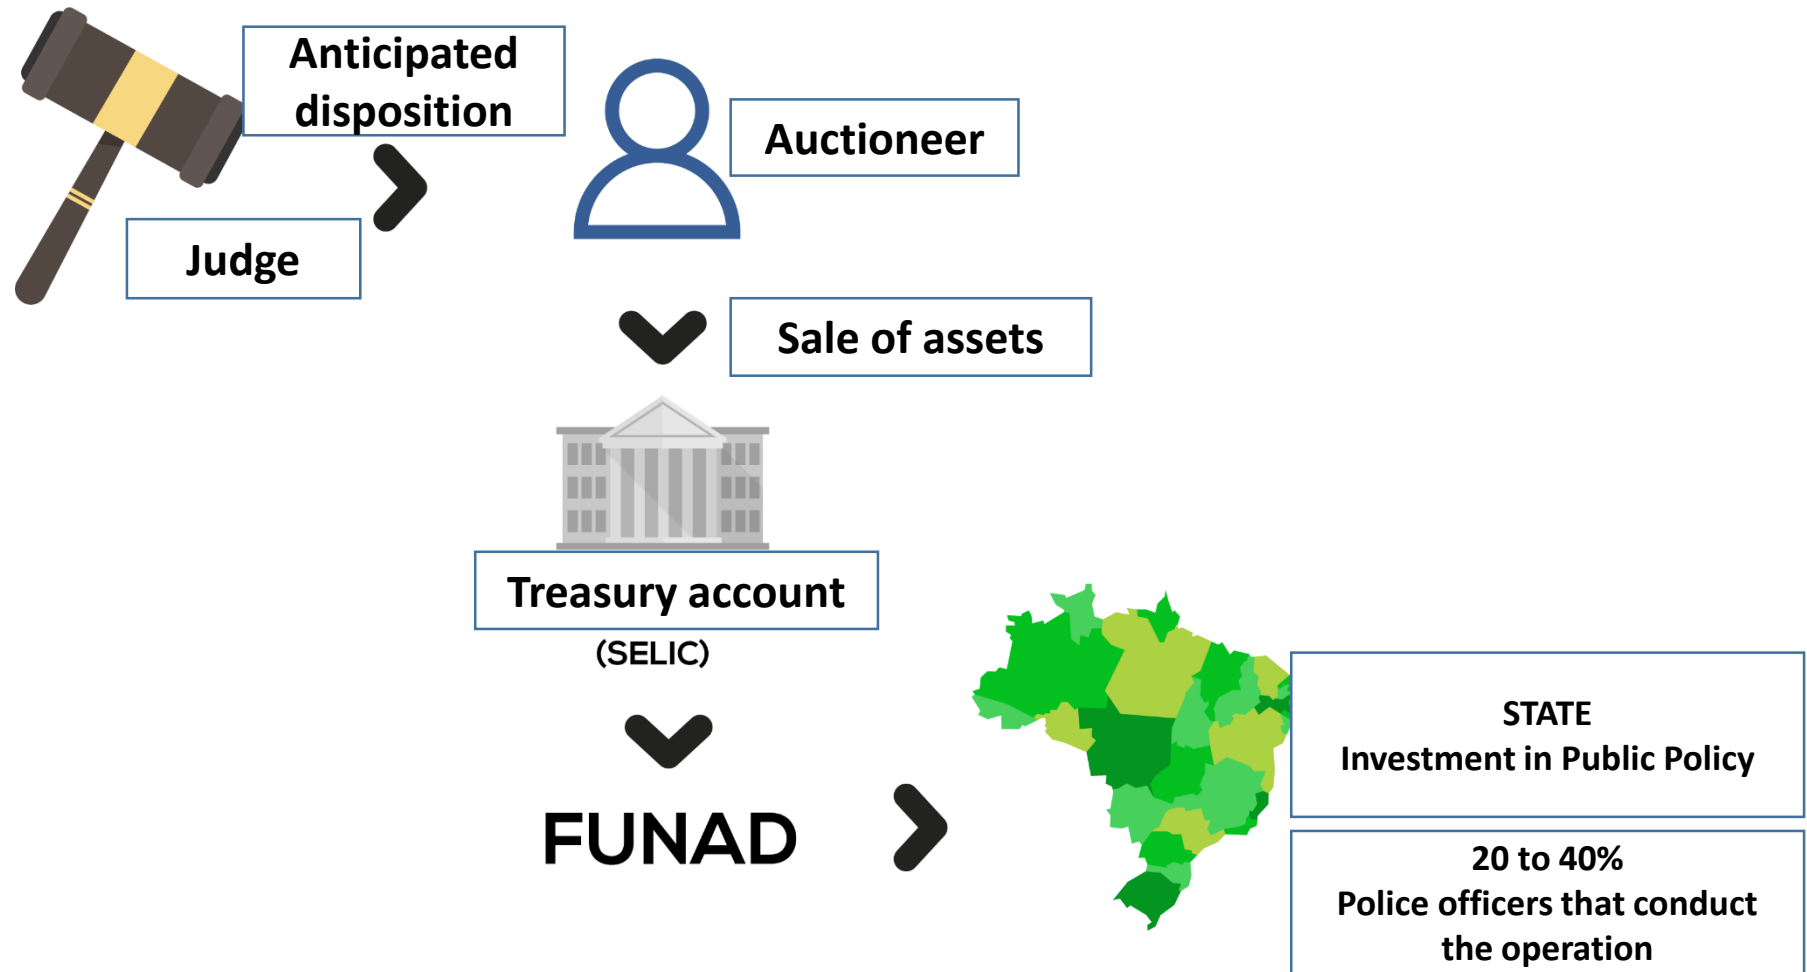 Anticipated
disposition
Judge
Auctioneer
Sale of assets
Treasury account
(SELIC)
FUNAD
STATE
Investment in Public Policy
20 to 40%
Police officers that conduct
the operation